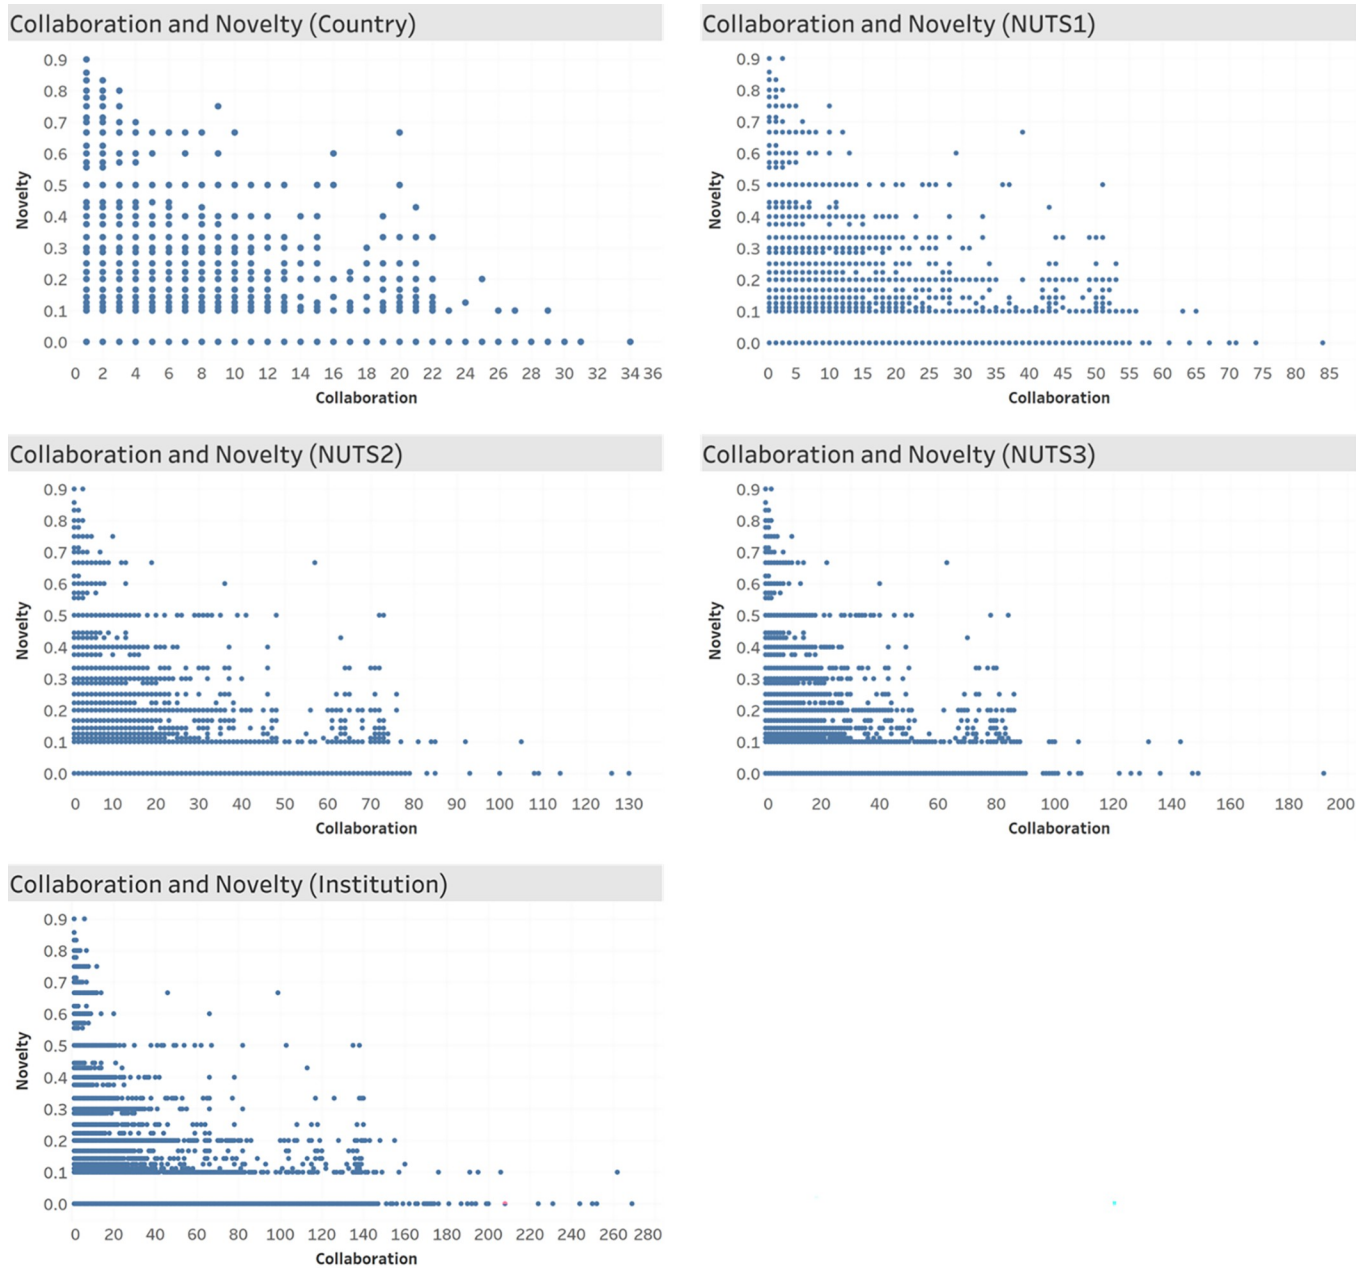 Collaboration and Novelty (Country)
0.9
0.8
0.7
0.6
0.5
0.4
0.3
0.2
0.1
0.0
Novelty
0 2 4 6 8 10 12 14 16 18 20 22 24 26 28 30 32 34 36
Collaboration
Collaboration and Novelty (NUTS1)
0.9
0.8
0.7
0.6
0.5
0.4
0.3
0.2
0.1
0.0
Novelty
0 5 10 15 20 25 30 35 40 45 50 55 60 65 70 75 80 85
Collaboration
Collaboration and Novelty (NUTS2)
0.9
0.8
0.7
0.6
0.5
0.4
0.3
0.2
0.1
0.0
Novelty
0 10 20 30 40 50 60 70 80 90 100 110 120 130
Collaboration
Collaboration and Novelty (NUTS3)
0.9
0.8
0.7
0.6
0.5
0.4
0.3
0.2
0.1
0.0
Novelty
0 20 40 60 80 100 120 140 160 180 200
Collaboration
Collaboration and Novelty (Institution)
0.9
0.8
0.7
0.6
0.5
0.4
0.3
0.2
0.1
0.0
Novelty
0 20 40 60 80 100 120 140 160 180 200 220 240 260 280
Collaboration